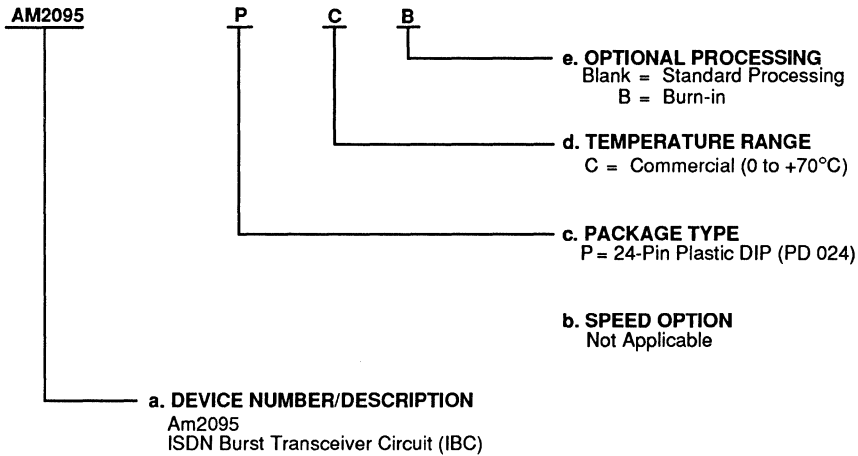 AM2095 P C B
e. OPTIONAL PROCESSING
Blank = Standard Processing
B = Burn-in
d. TEMPERATURE RANGE
C = Commercial (0 to +70°C)
c. PACKAGE TYPE
P = 24-Pin Plastic DIP (PD 024)
b. SPEED OPTION
Not Applicable
a. DEVICE NUMBER/DESCRIPTION
Am2095
ISDN Burst Transceiver Circuit (IBC)